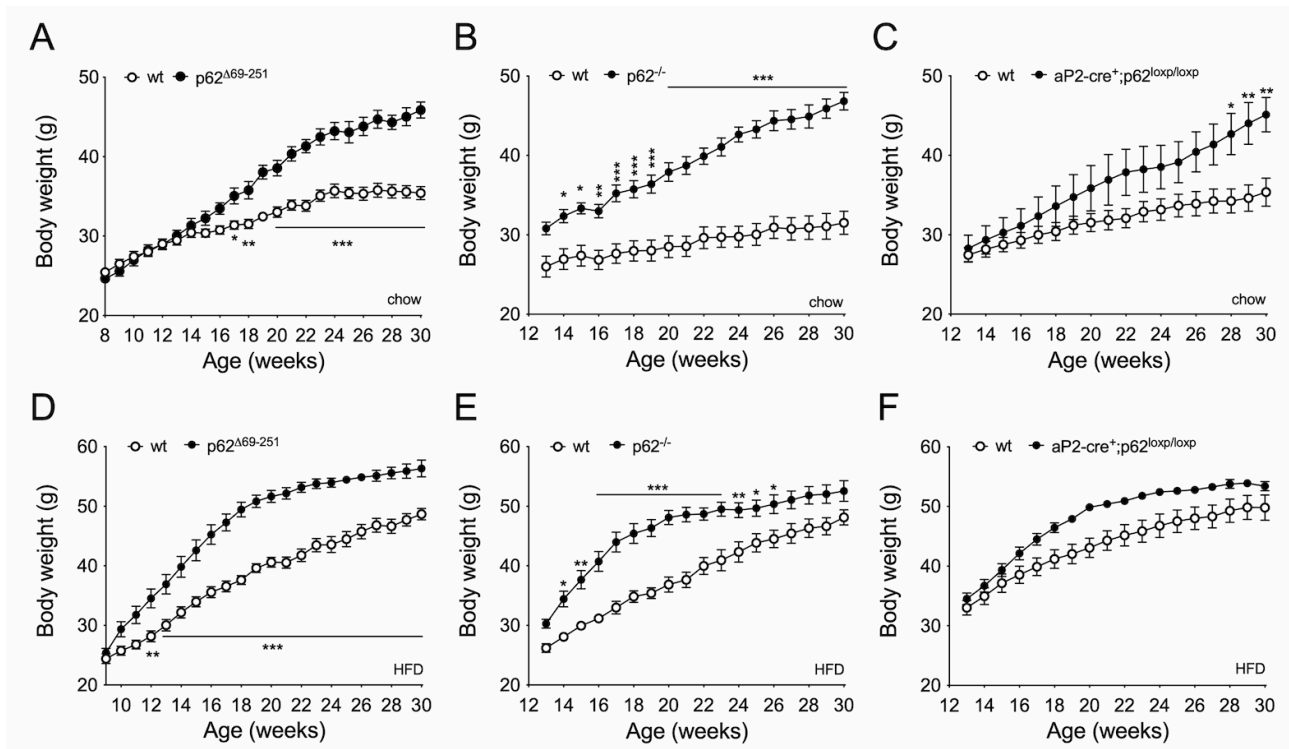 A
wt p62Δ69-251
Body weight (g)
50
40
30
20
* ** ***
chow
8 10 12 14 16 18 20 22 24 26 28 30
Age (weeks)
B
wt p62-/-
Body weight (g)
50
40
30
20
* * ** *** *** *** ***
chow
12 14 16 18 20 22 24 26 28 30
Age (weeks)
C
wt aP2-cre+;p62loxp/loxp
Body weight (g)
50
40
30
20
* ** **
chow
12 14 16 18 20 22 24 26 28 30
Age (weeks)
D
wt p62Δ69-251
Body weight (g)
60
50
40
30
20
** ***
HFD
10 12 14 16 18 20 22 24 26 28 30
Age (weeks)
E
wt p62-/-
Body weight (g)
60
50
40
30
20
* ** *** ** * *
HFD
12 14 16 18 20 22 24 26 28 30
Age (weeks)
F
wt aP2-cre+;p62loxp/loxp
Body weight (g)
60
50
40
30
20
HFD
12 14 16 18 20 22 24 26 28 30
Age (weeks)